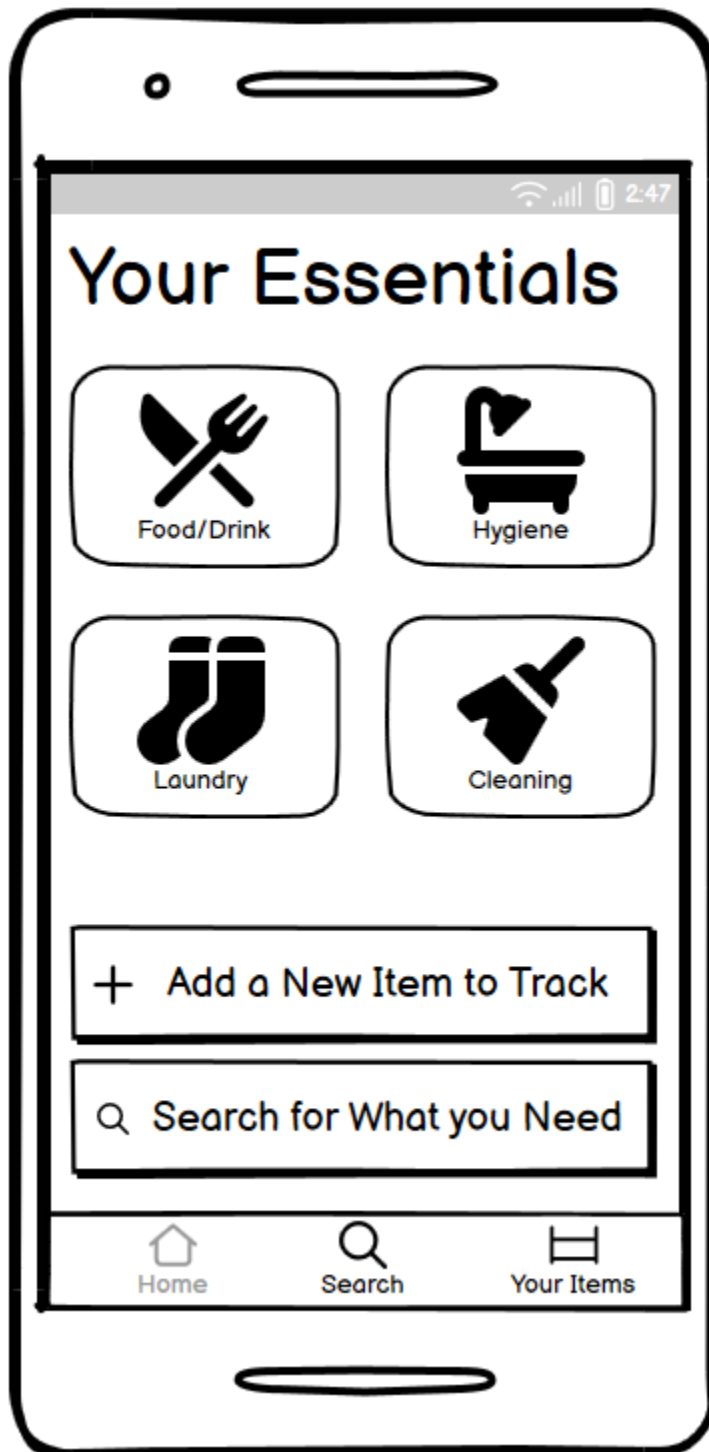 2:47
Your Essentials
Food/Drink
Hygiene
Laundry
Cleaning
Add a New Item to Track
Search for What you Need
Home
Search
Your Items